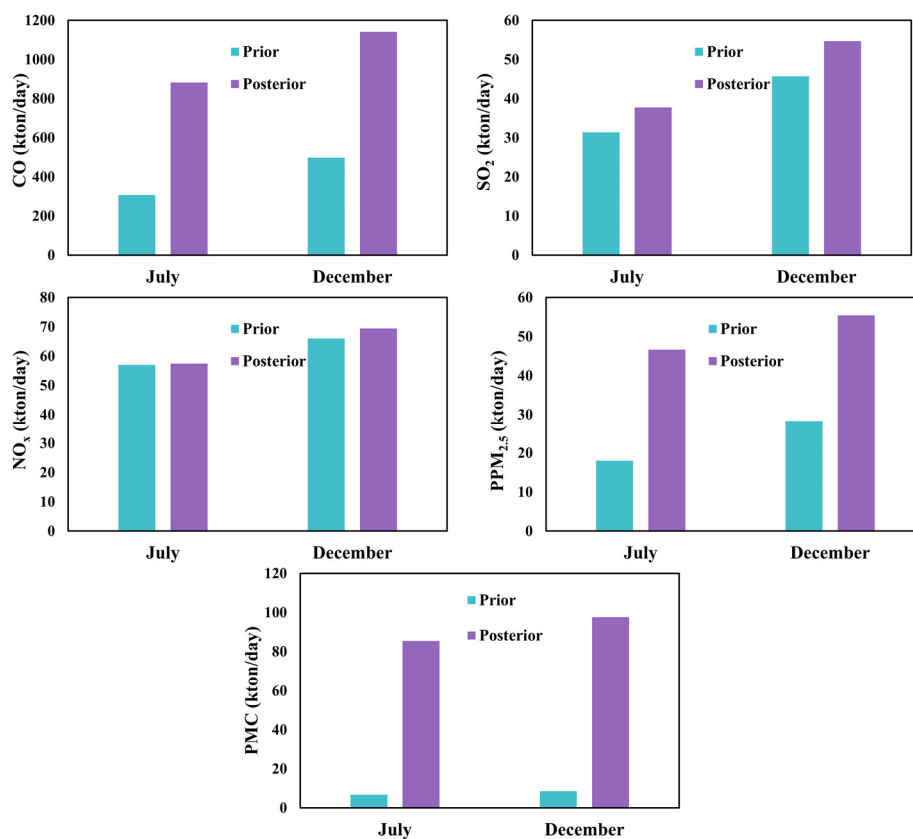 1200
1000
800
600
400
200
0
CO (kton/day)
Prior
Posterior
July December
60
50
40
30
20
10
0
SO₂ (kton/day)
Prior
Posterior
July December
80
70
60
50
40
30
20
10
0
NOₓ (kton/day)
Prior
Posterior
July December
60
50
40
30
20
10
0
PPM₂.₅ (kton/day)
Prior
Posterior
July December
120
100
80
60
40
20
0
PMC (kton/day)
Prior
Posterior
July December